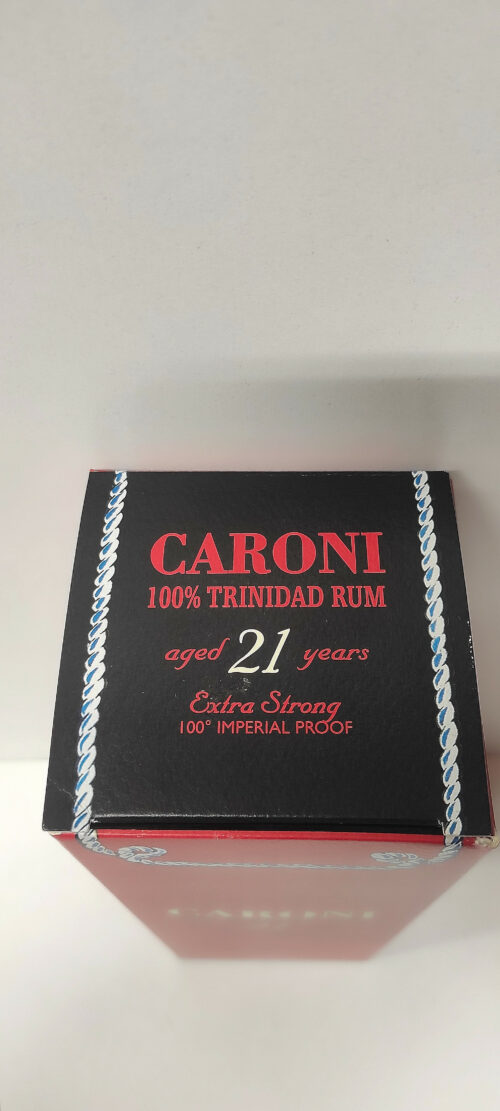 CARONI
100% TRINIDAD RUM
aged 21 years
Extra Strong
100° IMPERIAL PROOF
CARONI